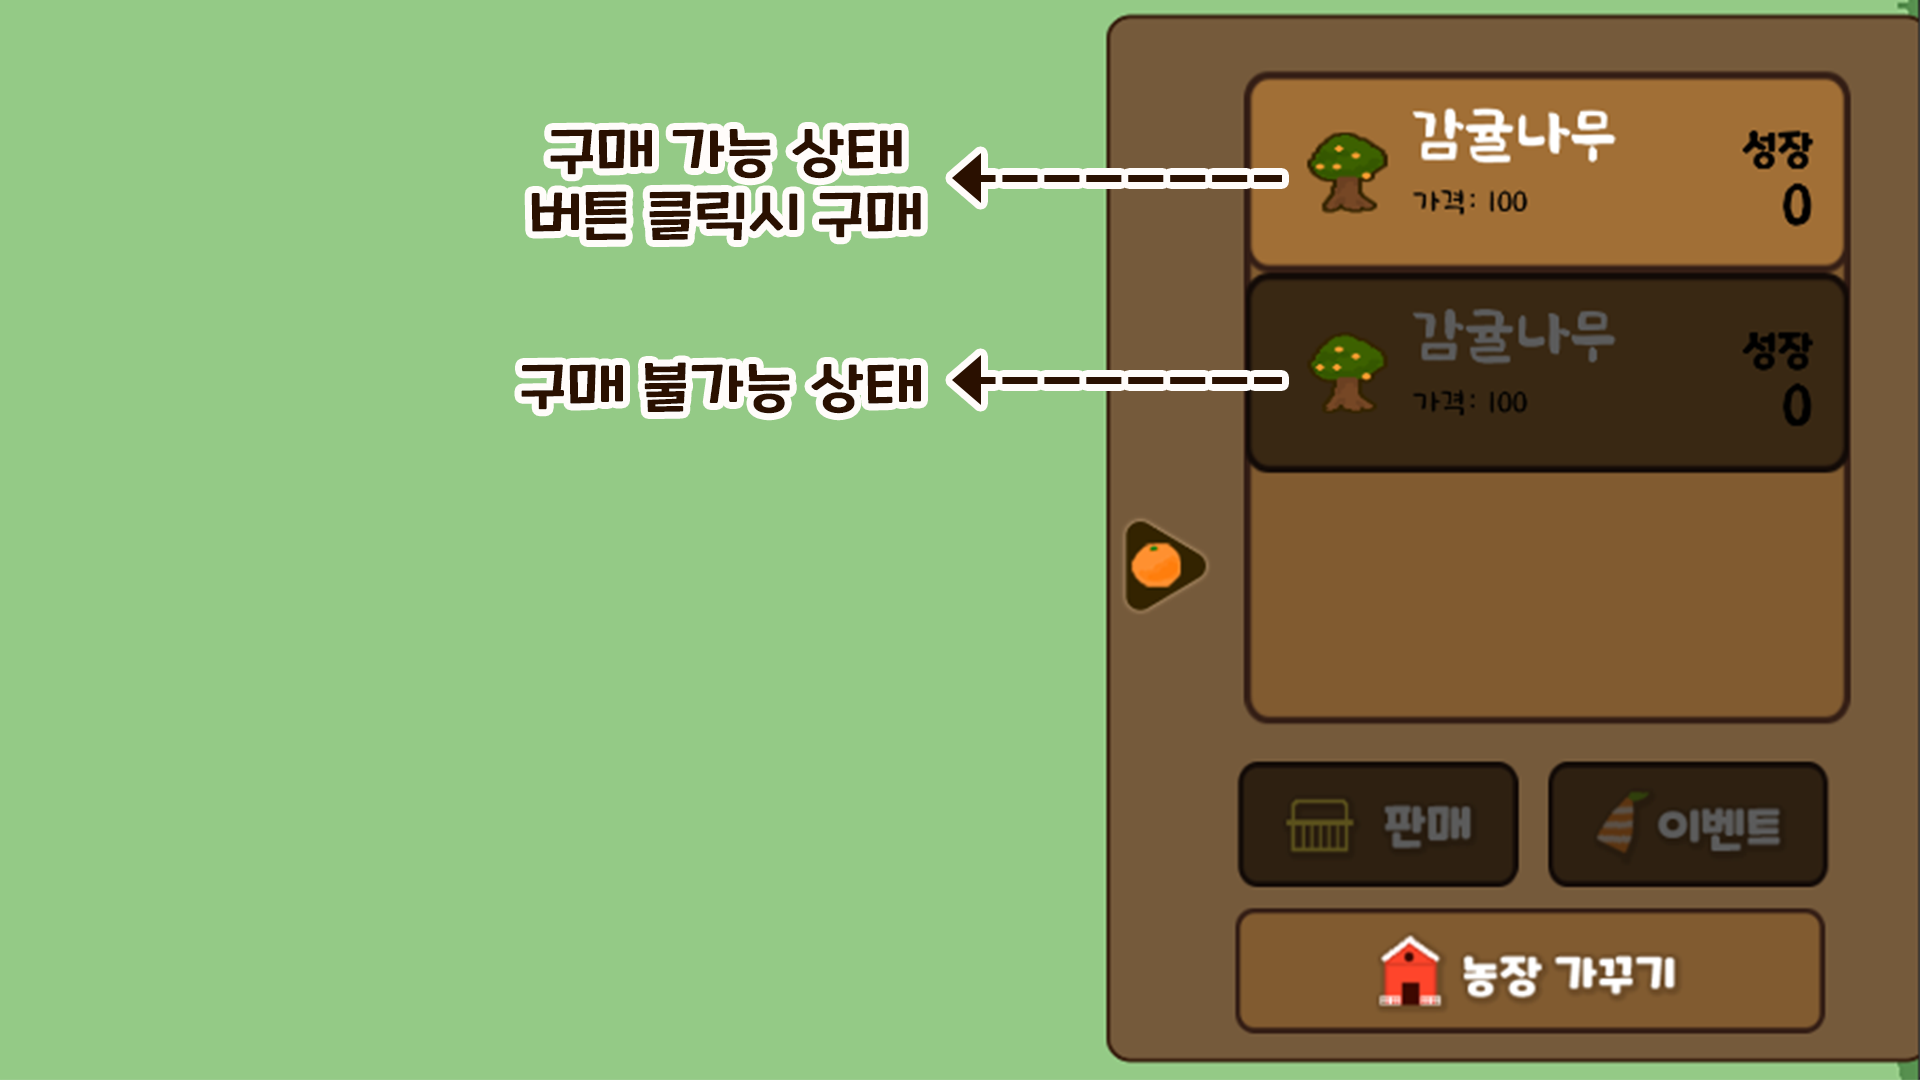 구매 가능 상태
버튼 클릭시 구매
감귤나무
가격: 100
성장
0
구매 불가능 상태
감귤나무
가격: 100
성장
0
판매
이벤트
농장 가꾸기